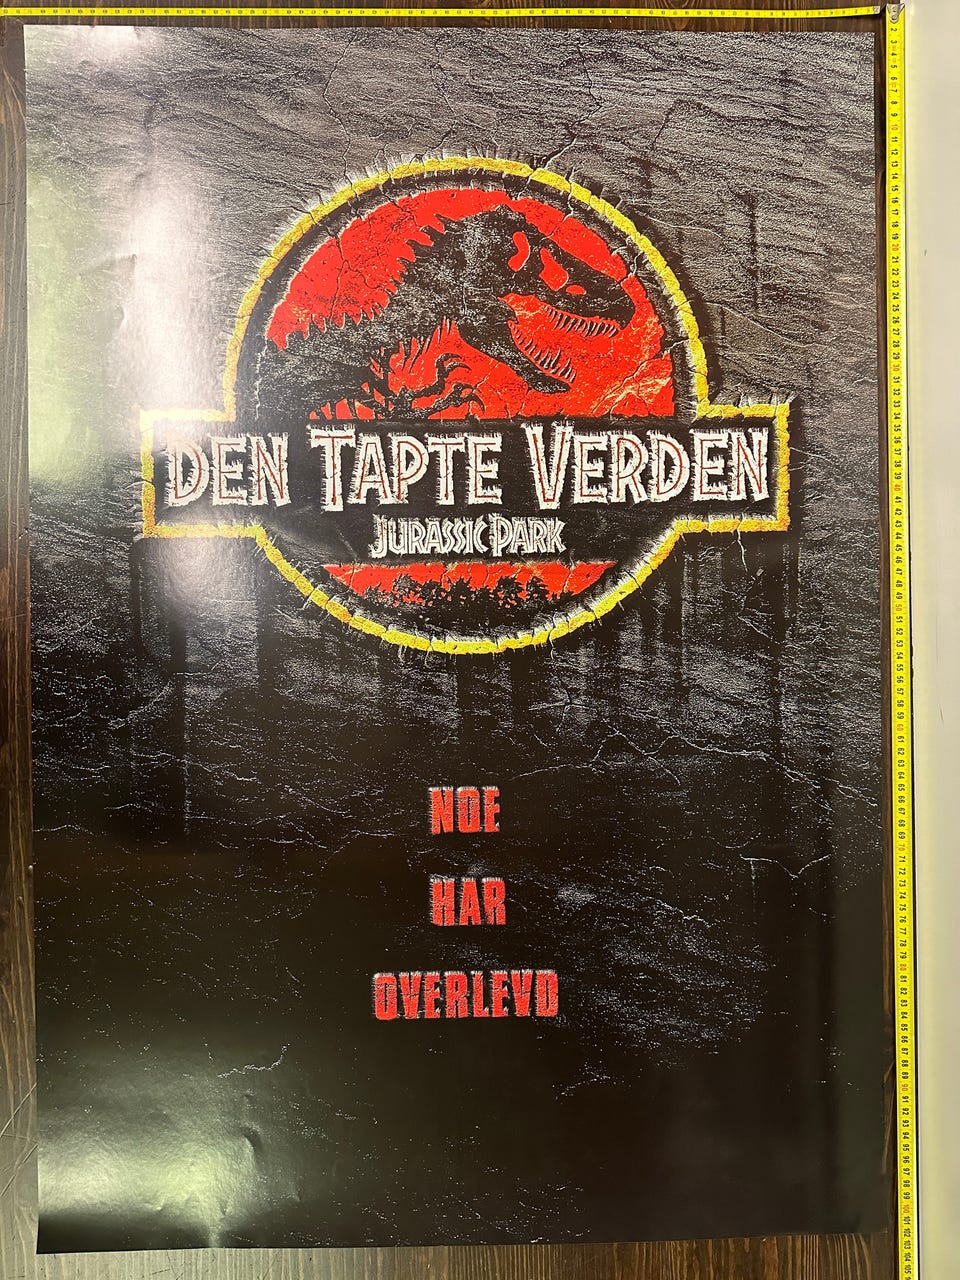 DEN TAPTE VERDEN
JURASSIC PARK
NOE
HAR
OVERLEVD